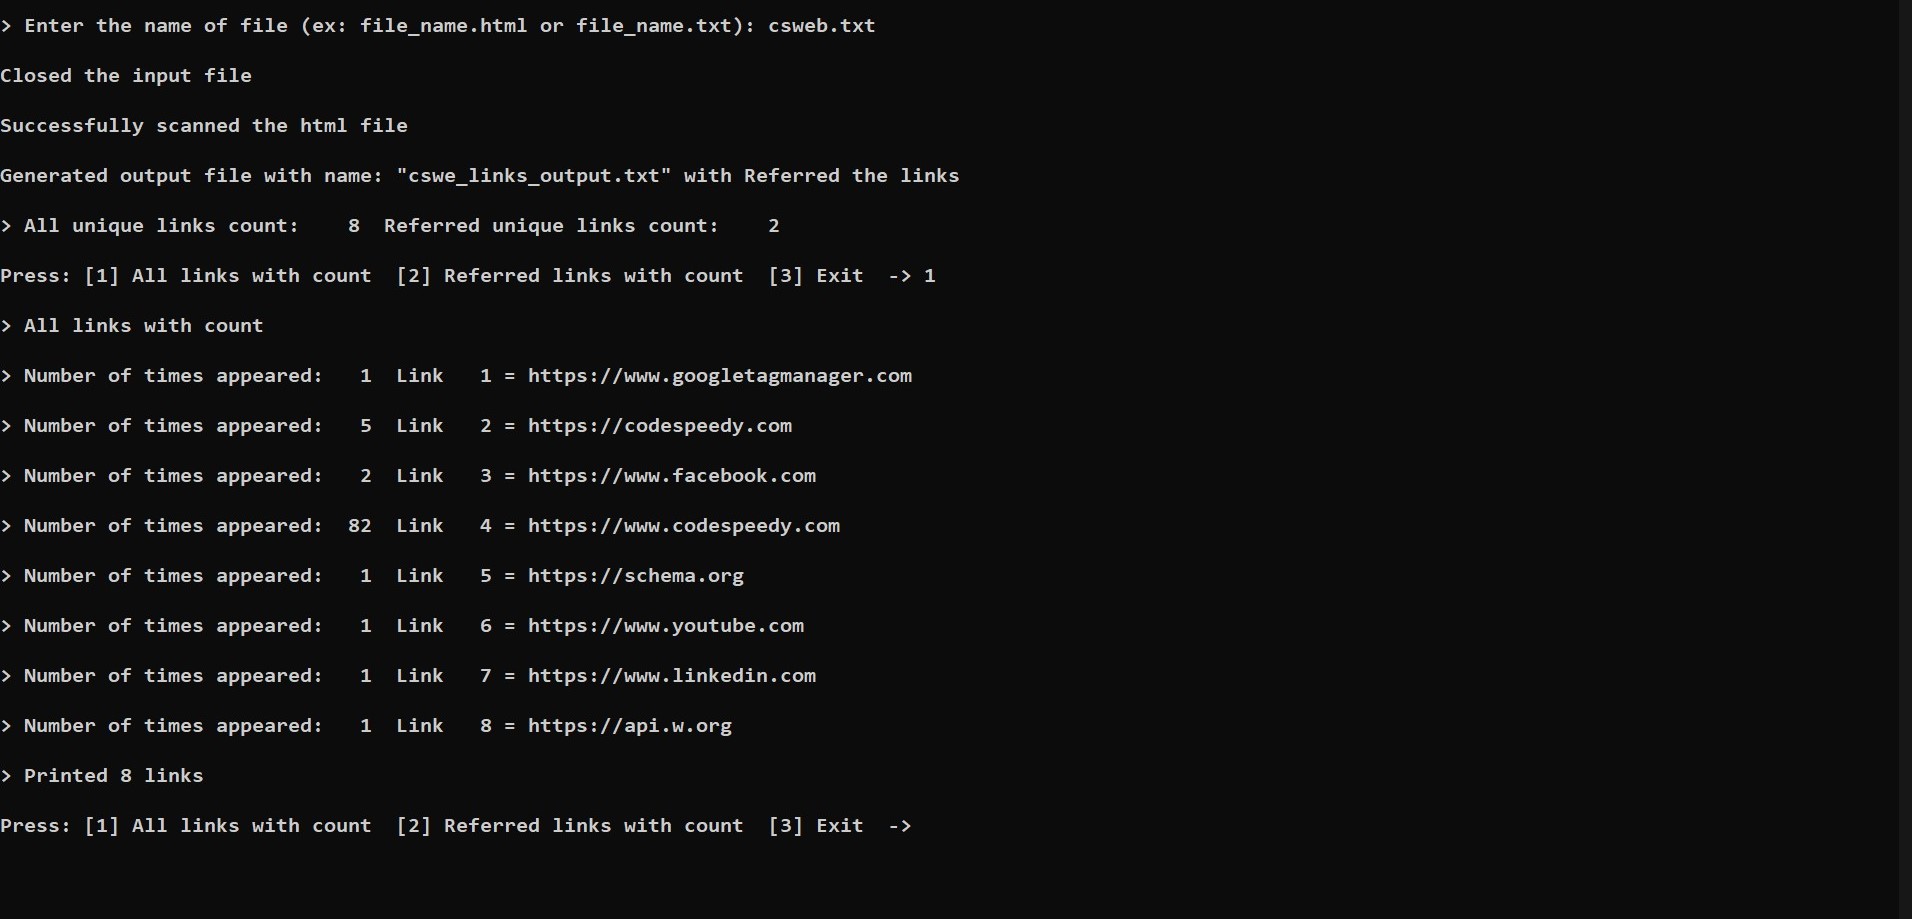 > Enter the name of file (ex: file_name.html or file_name.txt): csweb.txt
Closed the input file
Successfully scanned the html file
Generated output file with name: "cswe_links_output.txt" with Referred the links
> All unique links count:    8  Referred unique links count:    2
Press: [1] All links with count  [2] Referred links with count  [3] Exit  -> 1
> All links with count
> Number of times appeared:   1  Link   1 = https://www.googletagmanager.com
> Number of times appeared:   5  Link   2 = https://codespeedy.com
> Number of times appeared:   2  Link   3 = https://www.facebook.com
> Number of times appeared:  82  Link   4 = https://www.codespeedy.com
> Number of times appeared:   1  Link   5 = https://schema.org
> Number of times appeared:   1  Link   6 = https://www.youtube.com
> Number of times appeared:   1  Link   7 = https://www.linkedin.com
> Number of times appeared:   1  Link   8 = https://api.w.org
> Printed 8 links
Press: [1] All links with count  [2] Referred links with count  [3] Exit  ->